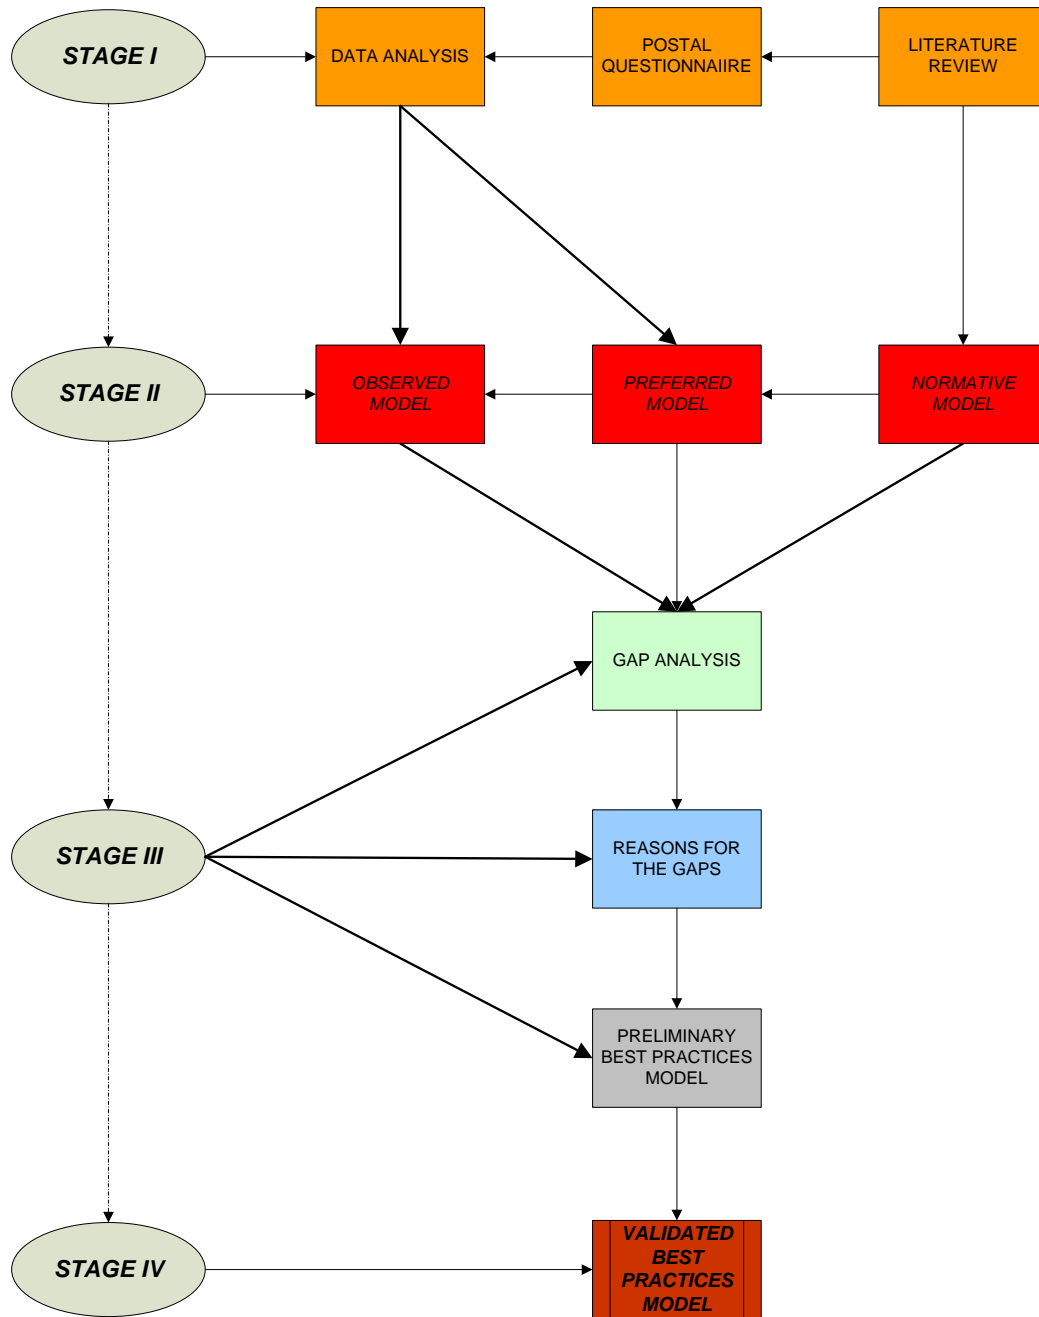 STAGE I
DATA ANALYSIS
POSTAL
QUESTIONNAIIRE
LITERATURE
REVIEW
STAGE II
OBSERVED
MODEL
PREFERRED
MODEL
NORMATIVE
MODEL
GAP ANALYSIS
STAGE III
REASONS FOR
THE GAPS
PRELIMINARY
BEST PRACTICES
MODEL
STAGE IV
VALIDATED
BEST
PRACTICES
MODEL